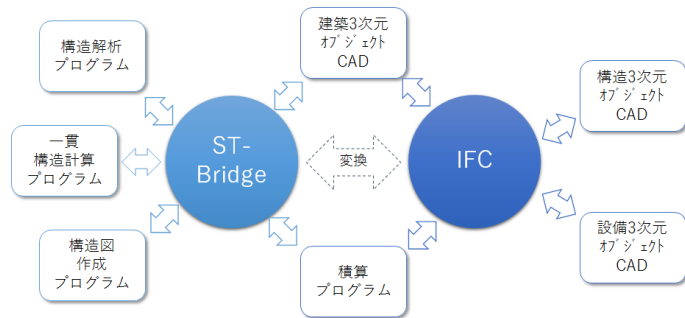 構造解析
プログラム
一貫
構造計算
プログラム
構造図
作成
プログラム
ST-
Bridge
建築3次元
オブジェクト
CAD
変換
積算
プログラム
IFC
構造3次元
オブジェクト
CAD
設備3次元
オブジェクト
CAD